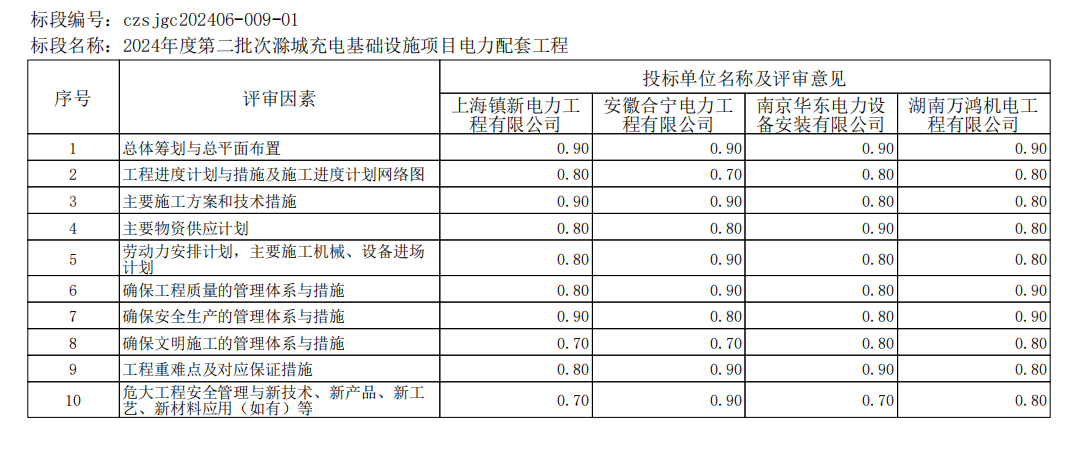 标段编号：czsjgc202406-009-01
标段名称：2024年度第二批次滁城充电基础设施项目电力配套工程
序号 评审因素 投标单位名称及评审意见
上海镇新电力工程有限公司 安徽合宁电力工程有限公司 南京华东电力设备安装有限公司 湖南万鸿机电工程有限公司
1 总体筹划与总平面布置 0.90 0.90 0.90 0.90
2 工程进度计划与措施及施工进度计划网络图 0.80 0.70 0.80 0.80
3 主要施工方案和技术措施 0.90 0.90 0.80 0.80
4 主要物资供应计划 0.80 0.80 0.90 0.80
5 劳动力安排计划，主要施工机械、设备进场计划 0.80 0.90 0.80 0.80
6 确保工程质量的管理体系与措施 0.80 0.90 0.80 0.90
7 确保安全生产的管理体系与措施 0.90 0.80 0.80 0.90
8 确保文明施工的管理体系与措施 0.70 0.70 0.80 0.80
9 工程重难点及对应保证措施 0.80 0.90 0.90 0.80
10 危大工程安全管理与新技术、新产品、新工艺、新材料应用（如有）等 0.70 0.90 0.70 0.80